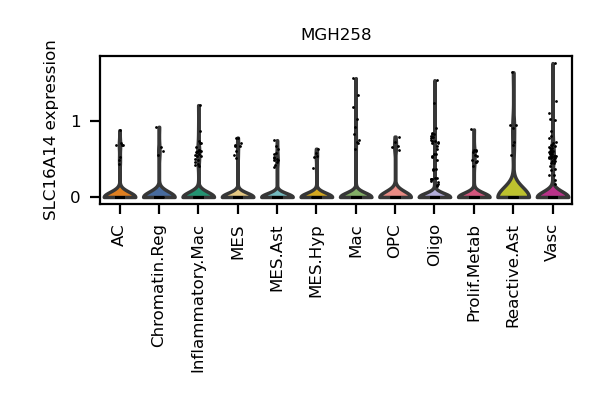 MGH258
SLC16A14 expression
1
0
AC
Chromatin.Reg
Inflammatory.Mac
MES
MES.Ast
MES.Hyp
Mac
OPC
Oligo
Prolif.Metab
Reactive.Ast
Vasc